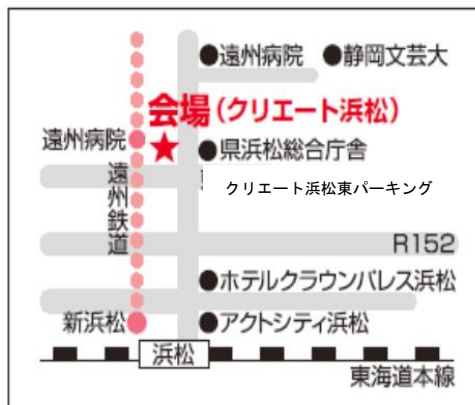 ●遠州病院 ●静岡文芸大
会場(クリエート浜松)
★
遠州病院
●県浜松総合庁舎
クリエート浜松東パーキング
遠州鉄道
R152
●ホテルクラウンパレス浜松
新浜松
●アクトシティ浜松
浜松
東海道本線